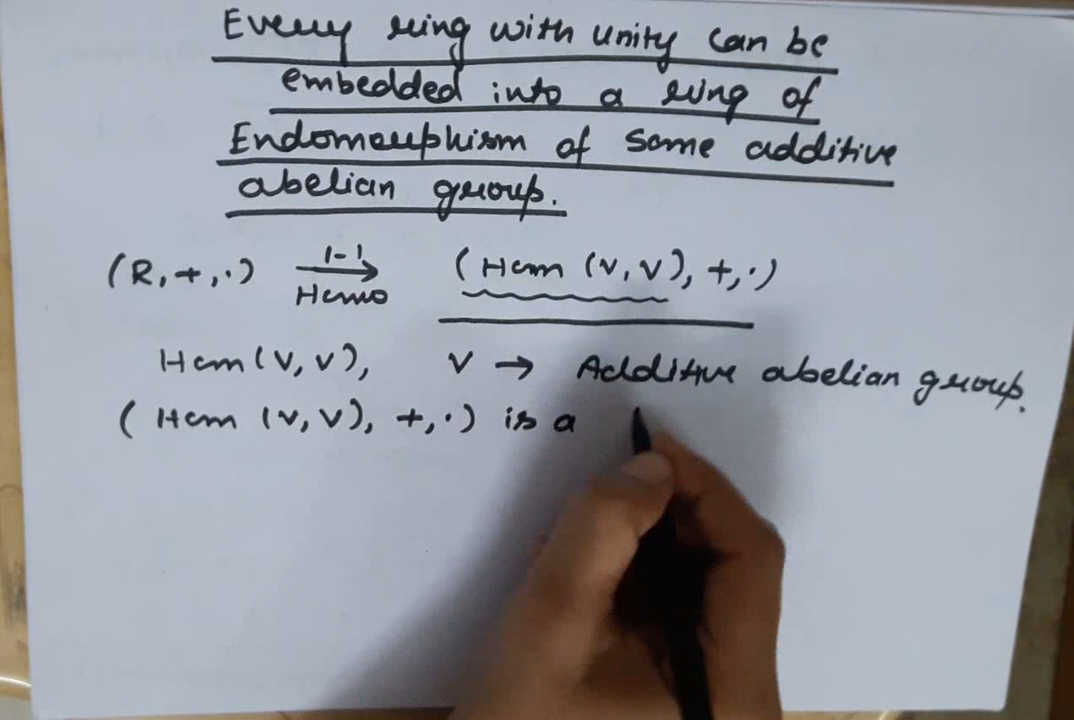 Every ring with unity can be
embedded into a ring of
Endomorphism of some additive
abelian group.
(R, +, ·) 1-1 Homo (Hom (V, V), +, ·)
Hom (V, V), V → Additive abelian group.
(Hom (V, V), +, ·) is a